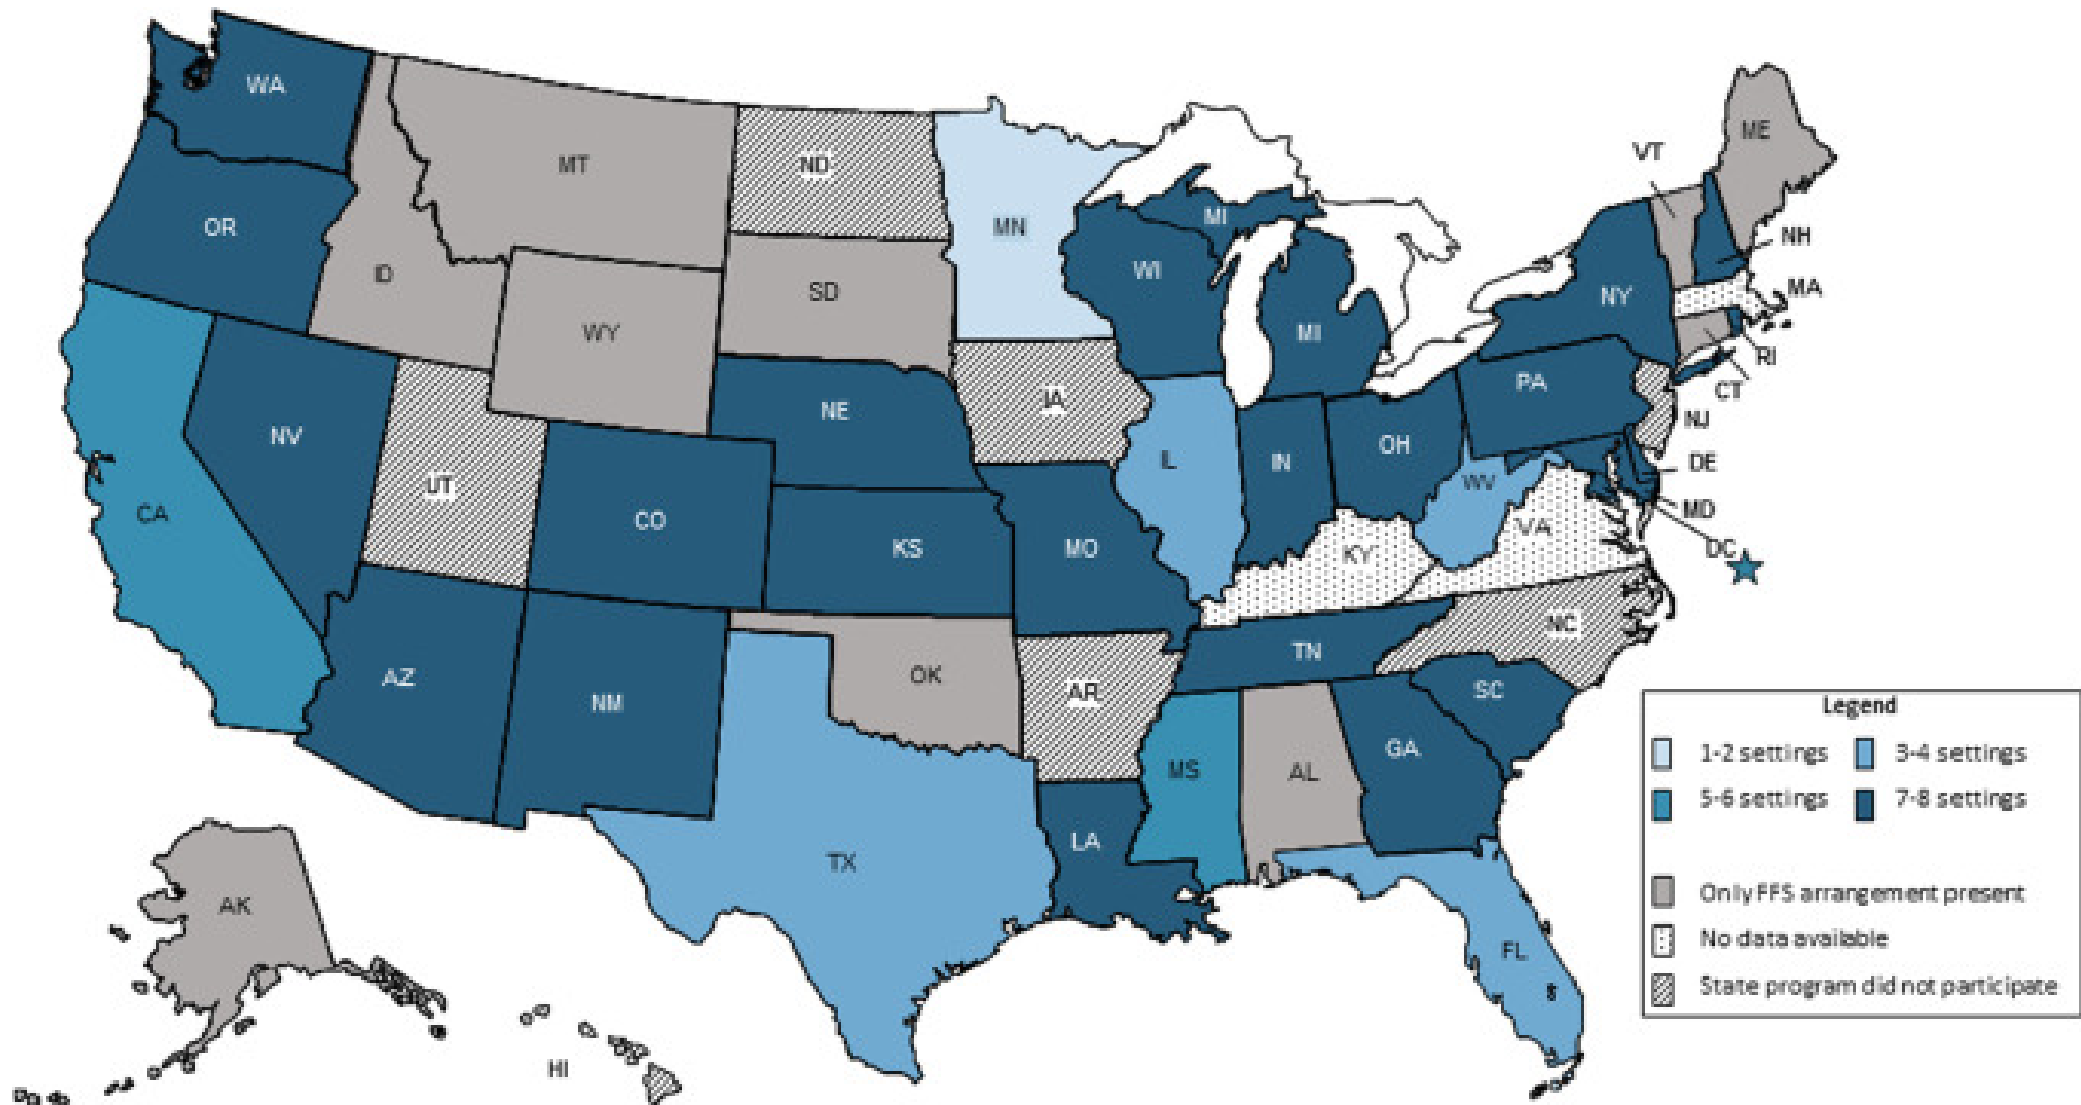 WA
MT
ND
ME
VT
OR
MN
MI
NH
ID
SD
WI
NY
MA
WY
MI
RI
PA
CT
NE
IA
NV
OH
NJ
IL
IN
DE
UT
WV
CA
CO
MD
KS
MO
KY
VA
DC
NC
TN
AZ
OK
AR
SC
NM
GA
MS
AL
LA
TX
AK
FL
HI
Legend
1-2 settings
3-4 settings
5-6 settings
7-8 settings
Only FFS arrangement present
No data available
State program did not participate